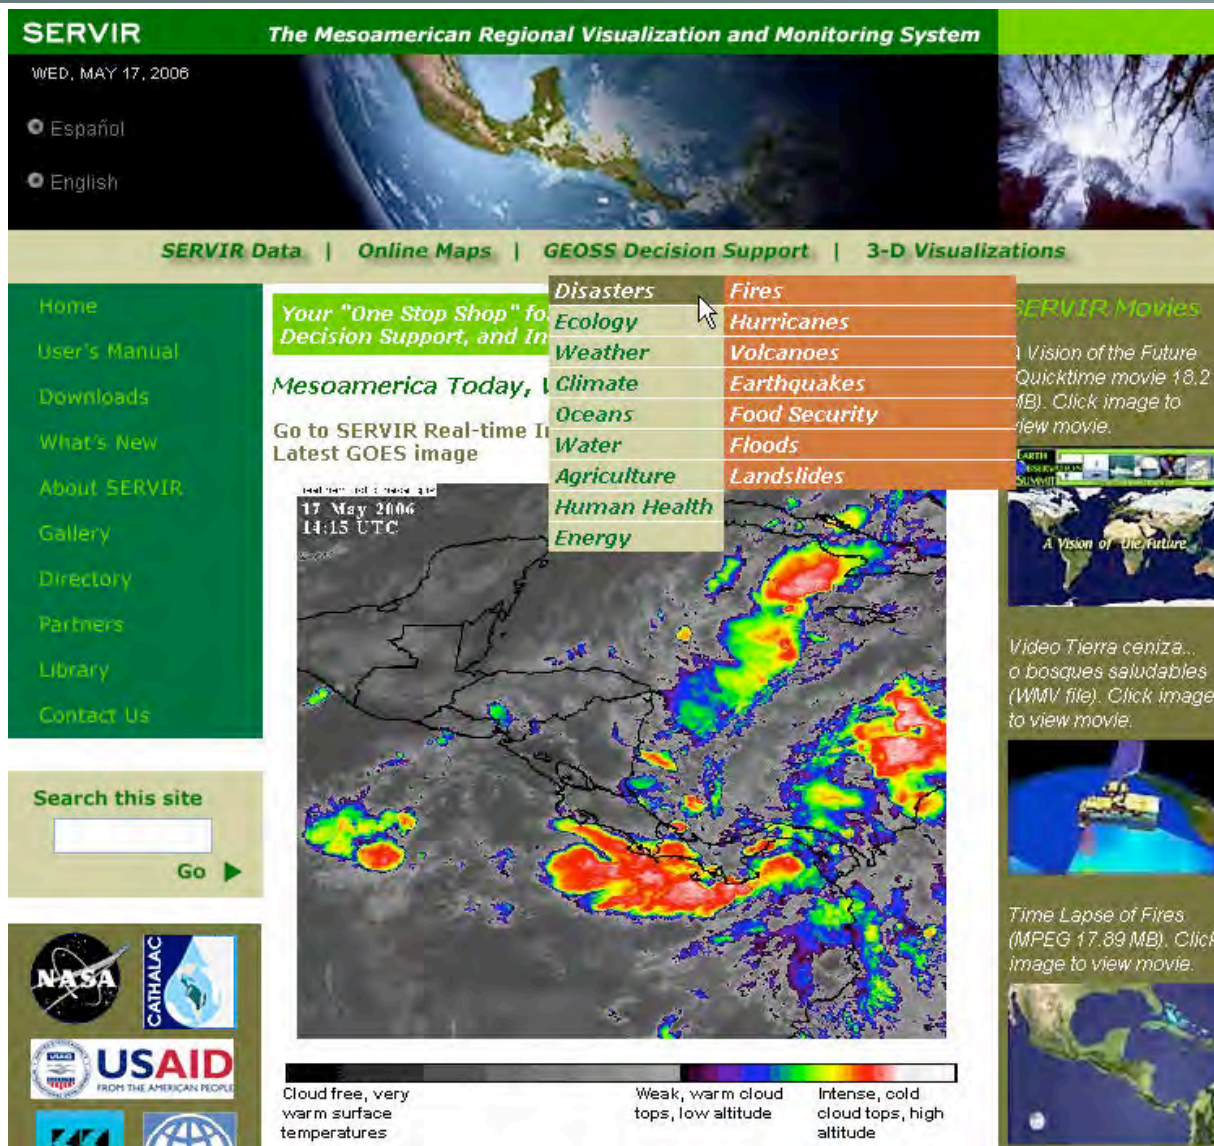 SERVIR
The Mesoamerican Regional Visualization and Monitoring System
WED, MAY 17, 2006
Español
English
SERVIR Data | Online Maps | GEOSS Decision Support | 3-D Visualizations
Home
User's Manual
Downloads
What's New
About SERVIR
Gallery
Directory
Partners
Library
Contact Us
Search this site
Go
NASA
CATHALAC
USAID
FROM THE AMERICAN PEOPLE
Your "One Stop Shop" fo
Decision Support, and In
Mesoamerica Today,
Go to SERVIR Real-time I
Latest GOES image
Disasters
Ecology
Weather
Climate
Oceans
Water
Agriculture
Human Health
Energy
Fires
Hurricanes
Volcanoes
Earthquakes
Food Security
Floods
Landslides
17 May 2006
14:15 UTC
Cloud free, very
warm surface
temperatures
Weak, warm cloud
tops, low altitude
Intense, cold
cloud tops, high
altitude
SERVIR Movies
A Vision of the Future
Quicktime movie 18.2
MB). Click image to
view movie.
EARTH
OBSERVATION
SUMMIT
A Vision of the Future
Video Tierra ceniza...
o bosques saludables
(WMV file). Click image
to view movie.
Time Lapse of Fires
(MPEG 17.89 MB). Click
image to view movie.